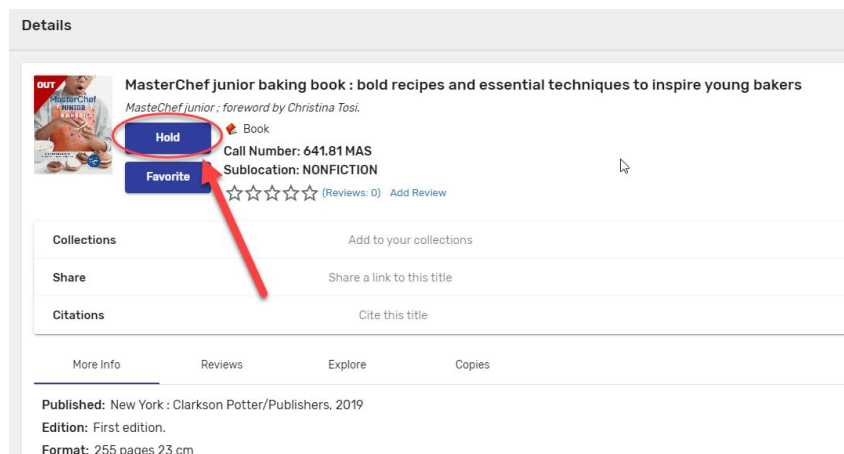 Details
OUT
MasterChef
JUNIOR
MasterChef junior baking book : bold recipes and essential techniques to inspire young bakers
MasteChef junior ; foreword by Christina Tosi.
Hold
Book
Call Number: 641.81 MAS
Favorite
Sublocation: NONFICTION
(Reviews: 0) Add Review
Collections Add to your collections
Share Share a link to this title
Citations Cite this title
More Info Reviews Explore Copies
Published: New York : Clarkson Potter/Publishers, 2019
Edition: First edition.
Format: 255 pages 23 cm